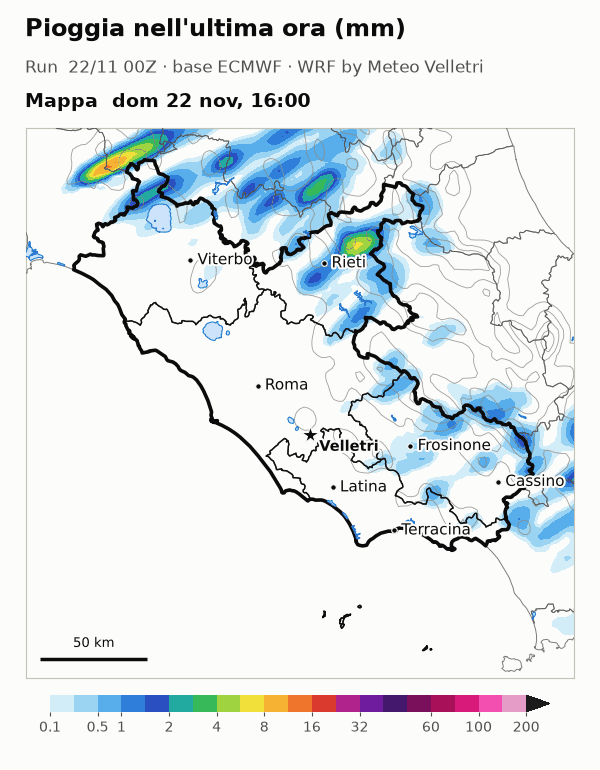 Pioggia nell'ultima ora (mm)
Run  22/11 00Z · base ECMWF · WRF by Meteo Velletri
Mappa  dom 22 nov, 16:00
Viterbo
Rieti
Roma
Velletri
Frosinone
Latina
Cassino
Terracina
50 km
0.1 0.5 1 2 4 8 16 32 60 100 200